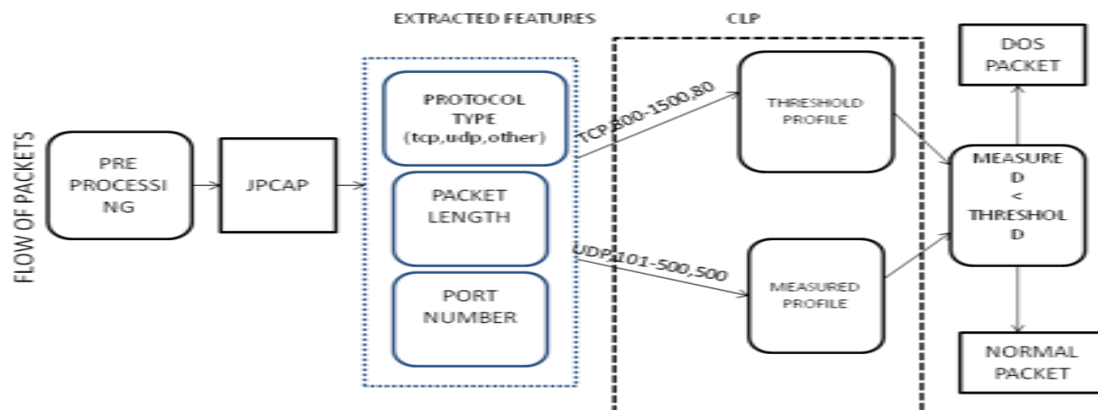 EXTRACTED FEATURES
CLP
FLOW OF PACKETS
PRE
PROCESSI
NG
JPCAP
PROTOCOL
TYPE
{tcp,udp,other}
PACKET
LENGTH
PORT
NUMBER
TCP,800-1500,80
UDP,101-500,500
THRESHOLD
PROFILE
MEASURED
PROFILE
DOS
PACKET
MEASURE
D
<
THRESHOL
D
NORMAL
PACKET